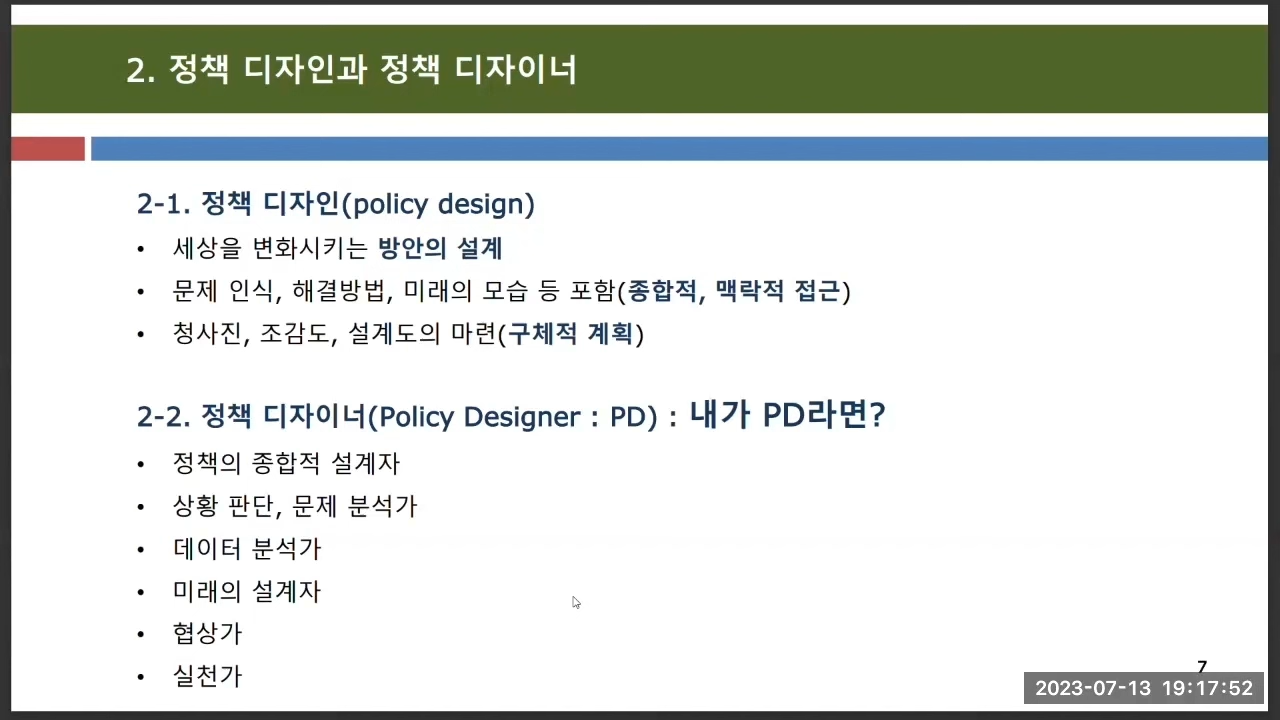 2. 정책 디자인과 정책 디자이너
2-1. 정책 디자인(policy design)
• 세상을 변화시키는 방안의 설계
• 문제 인식, 해결방법, 미래의 모습 등 포함(종합적, 맥락적 접근)
• 청사진, 조감도, 설계도의 마련(구체적 계획)
2-2. 정책 디자이너(Policy Designer : PD) : 내가 PD라면?
• 정책의 종합적 설계자
• 상황 판단, 문제 분석가
• 데이터 분석가
• 미래의 설계자
• 협상가
• 실천가
7
2023-07-13 19:17:52